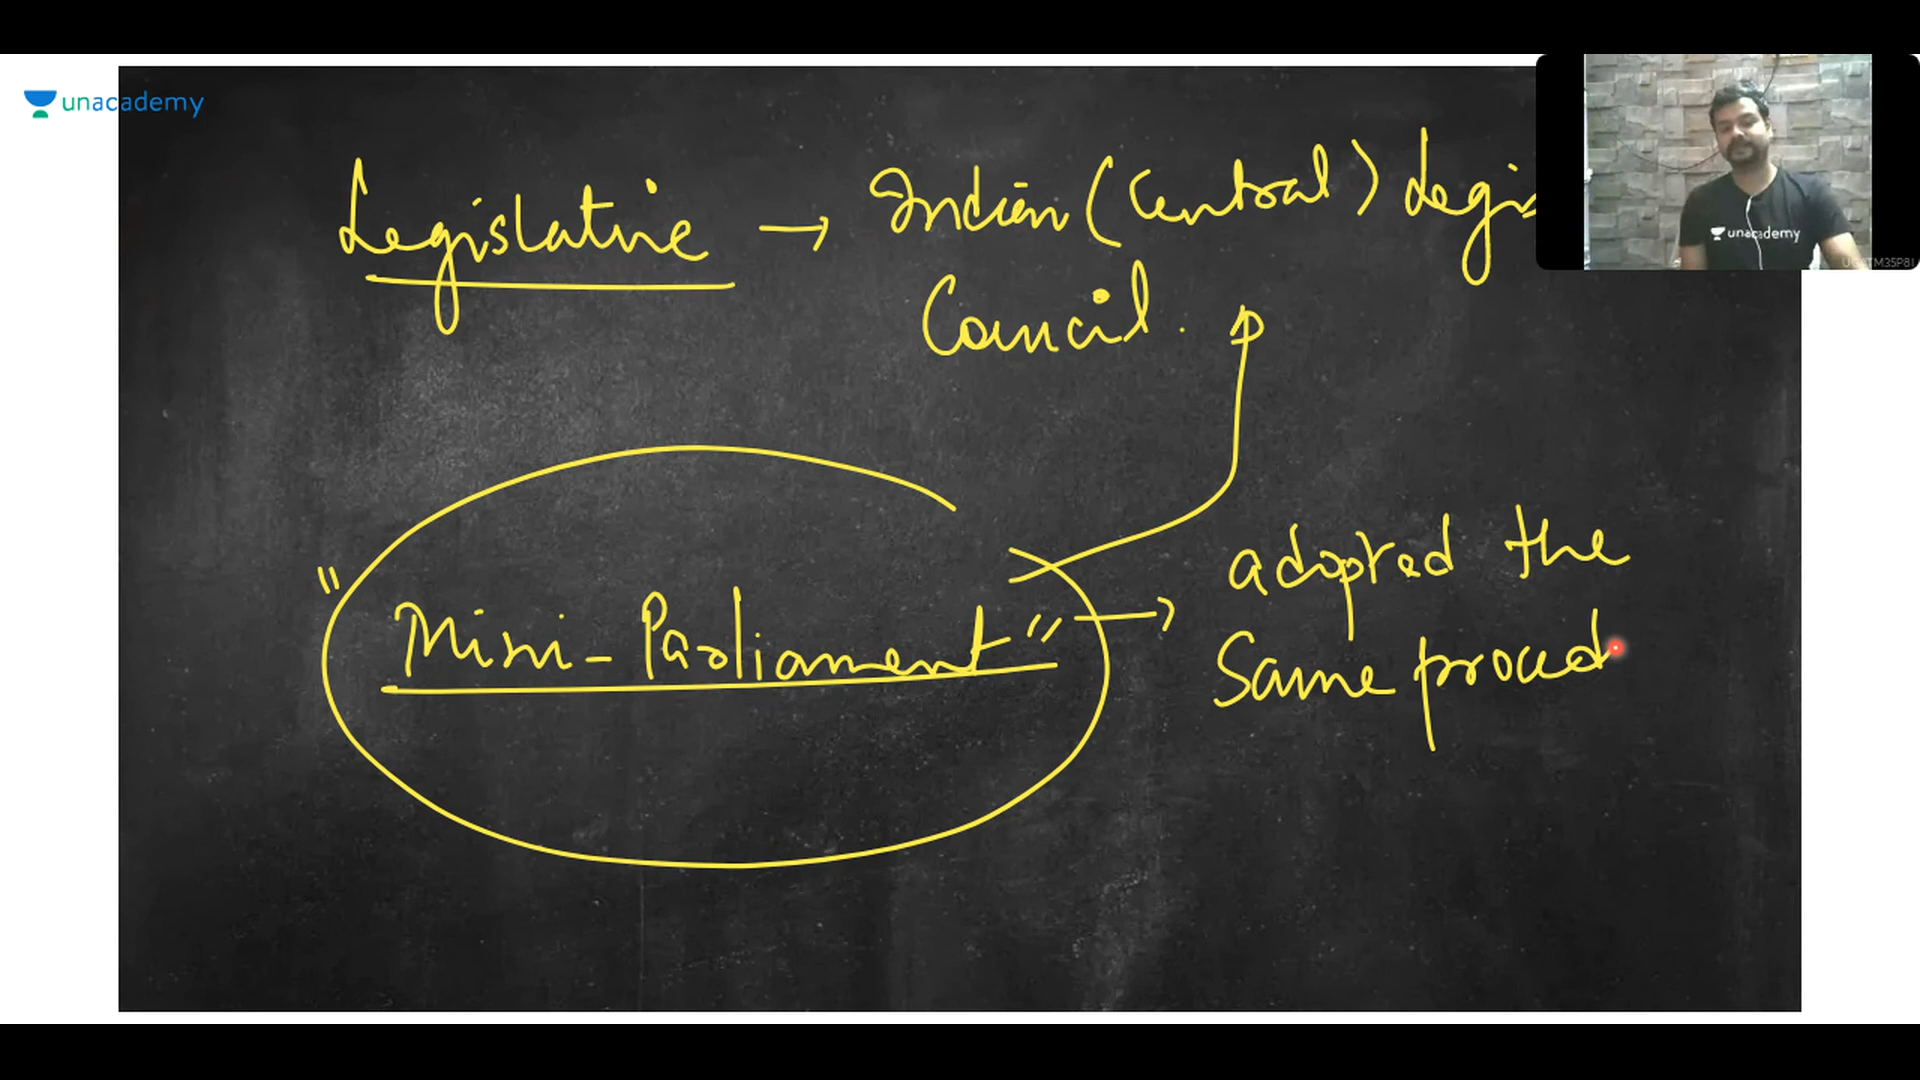 unacademy
Legislative → Indian (Central) Legis
Council.
"Mini-Parliament" → adopted the
same proced
unacademy